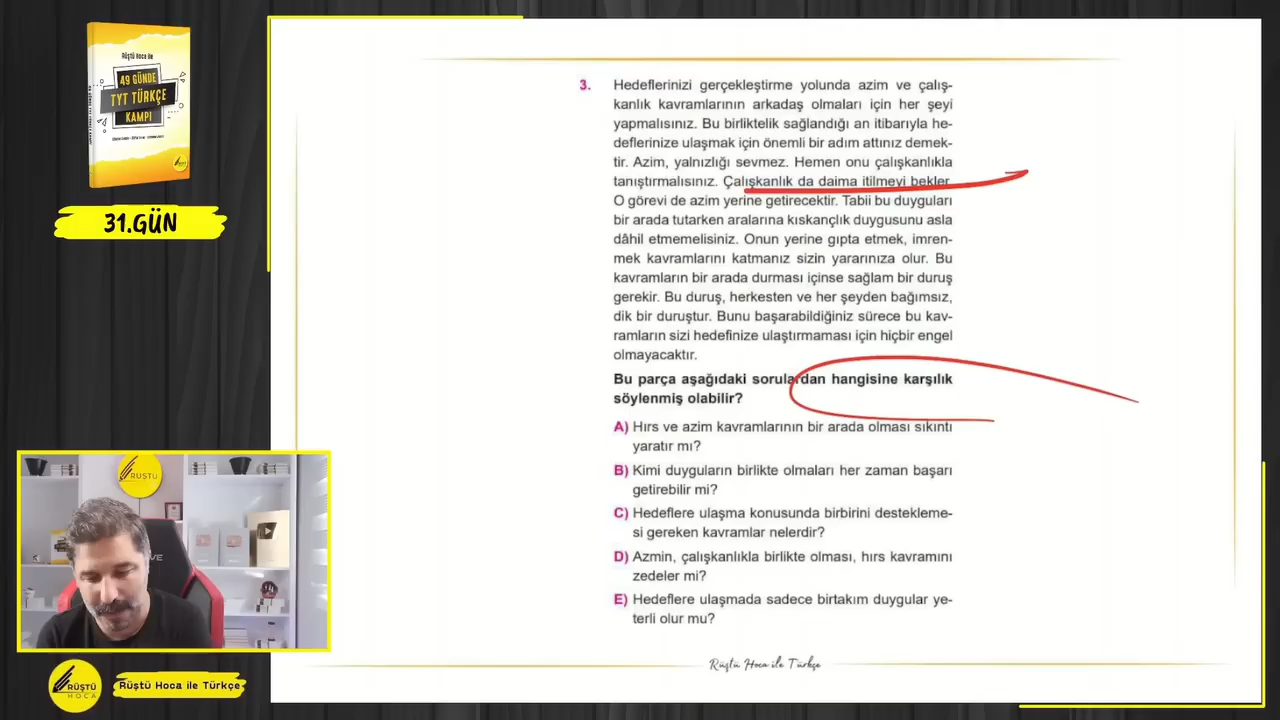 Rüştü Hoca ile
49 GÜNDE
TYT TÜRKÇE
KAMPI
31.GÜN
3. Hedeflerinizi gerçekleştirme yolunda azim ve çalış-
kanlık kavramlarının arkadaş olmaları için her şeyi
yapmalısınız. Bu birliktelik sağlandığı an itibarıyla he-
deflerinize ulaşmak için önemli bir adım attınız demek-
tir. Azim, yalnızlığı sevmez. Hemen onu çalışkanlıkla
tanıştırmalısınız. Çalışkanlık da daima itilmeyi bekler.
O görevi de azim yerine getirecektir. Tabii bu duyguları
bir arada tutarken aralarına kıskançlık duygusunu asla
dâhil etmemelisiniz. Onun yerine gıpta etmek, imren-
mek kavramlarını katmanız sizin yararınıza olur. Bu
kavramların bir arada durması içinse sağlam bir duruş
gerekir. Bu duruş, herkesten ve her şeyden bağımsız,
dik bir duruştur. Bunu başarabildiğiniz sürece bu kav-
ramların sizi hedefinize ulaştırmaması için hiçbir engel
olmayacaktır.
Bu parça aşağıdaki sorulardan hangisine karşılık
söylenmiş olabilir?
A) Hırs ve azim kavramlarının bir arada olması sıkıntı
yaratır mı?
B) Kimi duyguların birlikte olmaları her zaman başarı
getirebilir mi?
C) Hedeflere ulaşma konusunda birbirini destekleme-
si gereken kavramlar nelerdir?
D) Azmin, çalışkanlıkla birlikte olması, hırs kavramını
zedeler mi?
E) Hedeflere ulaşmada sadece birtakım duygular ye-
terli olur mu?
Rüştü Hoca ile Türkçe
RÜŞTÜ
RÜŞTÜ
HOCA
Rüştü Hoca ile Türkçe